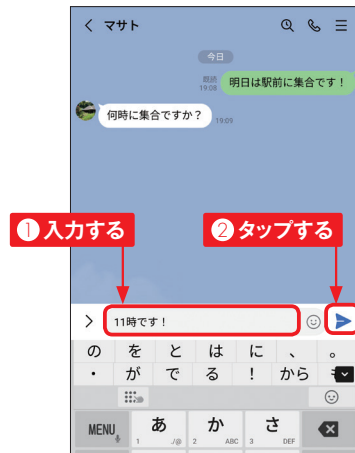 マサト
今日
既読
19:08
明日は駅前に集合です!
何時に集合ですか?
19:09
① 入力する
② タップする
11時です!
の を と は に 、 。
・ が で る ! から
MENU
1 あ ./@
2 か ABC
3 さ DEF